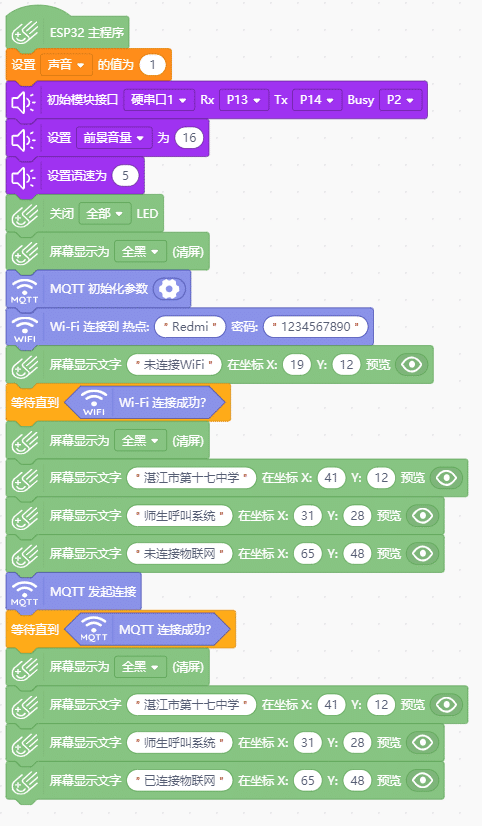 ESP32 主程序
设置 声音 的值为 1
初始模块接口 硬串口1 Rx P13 Tx P14 Busy P2
设置 前景音量 为 16
设置语速为 5
关闭 全部 LED
屏幕显示为 全黑 (清屏)
MQTT MQTT 初始化参数
WIFI Wi-Fi 连接到 热点: " Redmi " 密码: " 1234567890 "
屏幕显示文字 " 未连接WiFi " 在坐标 X: 19 Y: 12 预览
等待直到 WIFI Wi-Fi 连接成功?
屏幕显示为 全黑 (清屏)
屏幕显示文字 " 湛江市第十七中学 " 在坐标 X: 41 Y: 12 预览
屏幕显示文字 " 师生呼叫系统 " 在坐标 X: 31 Y: 28 预览
屏幕显示文字 " 未连接物联网 " 在坐标 X: 65 Y: 48 预览
MQTT MQTT 发起连接
等待直到 MQTT MQTT 连接成功?
屏幕显示为 全黑 (清屏)
屏幕显示文字 " 湛江市第十七中学 " 在坐标 X: 41 Y: 12 预览
屏幕显示文字 " 师生呼叫系统 " 在坐标 X: 31 Y: 28 预览
屏幕显示文字 " 已连接物联网 " 在坐标 X: 65 Y: 48 预览